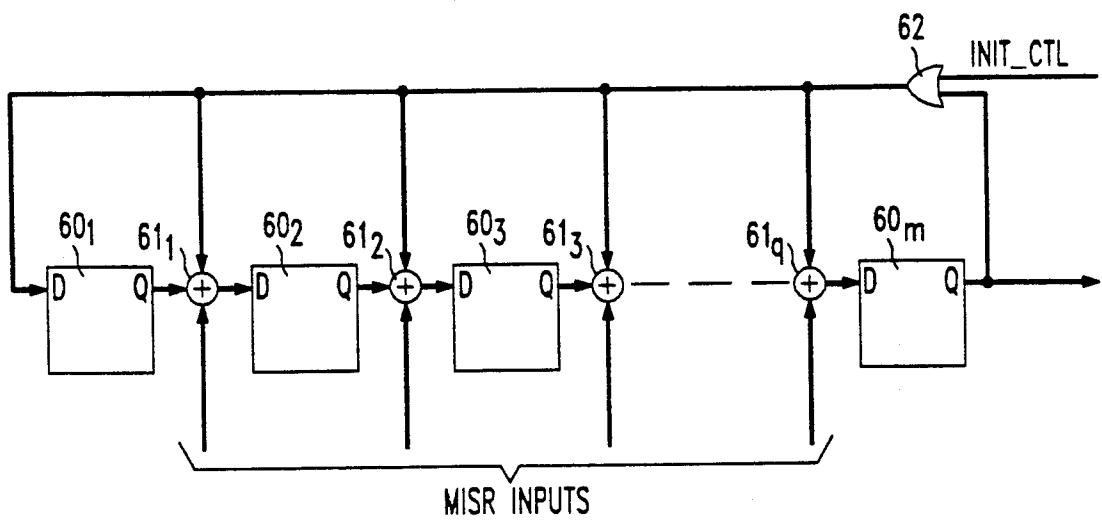 62
INIT_CTL
60₁
61₁
60₂
61₂
60₃
61₃
61q
60m
D Q
+
D Q
+
D Q
+
+
D Q
MISR INPUTS